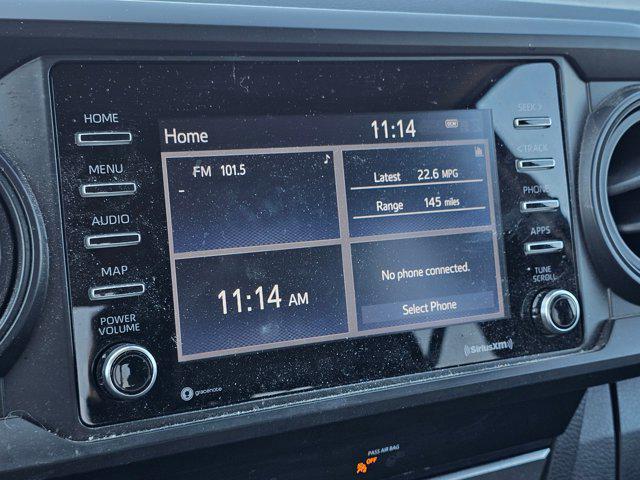 HOME
MENU
AUDIO
MAP
POWER
VOLUME
Home
11:14
FM 101.5
Latest 22.6 MPG
Range 145 miles
11:14 AM
No phone connected.
Select Phone
SEEK >
< TRACK
PHONE
APPS
TUNE
SCROLL
gracenote
SiriusXM
PASS AIR BAG
OFF